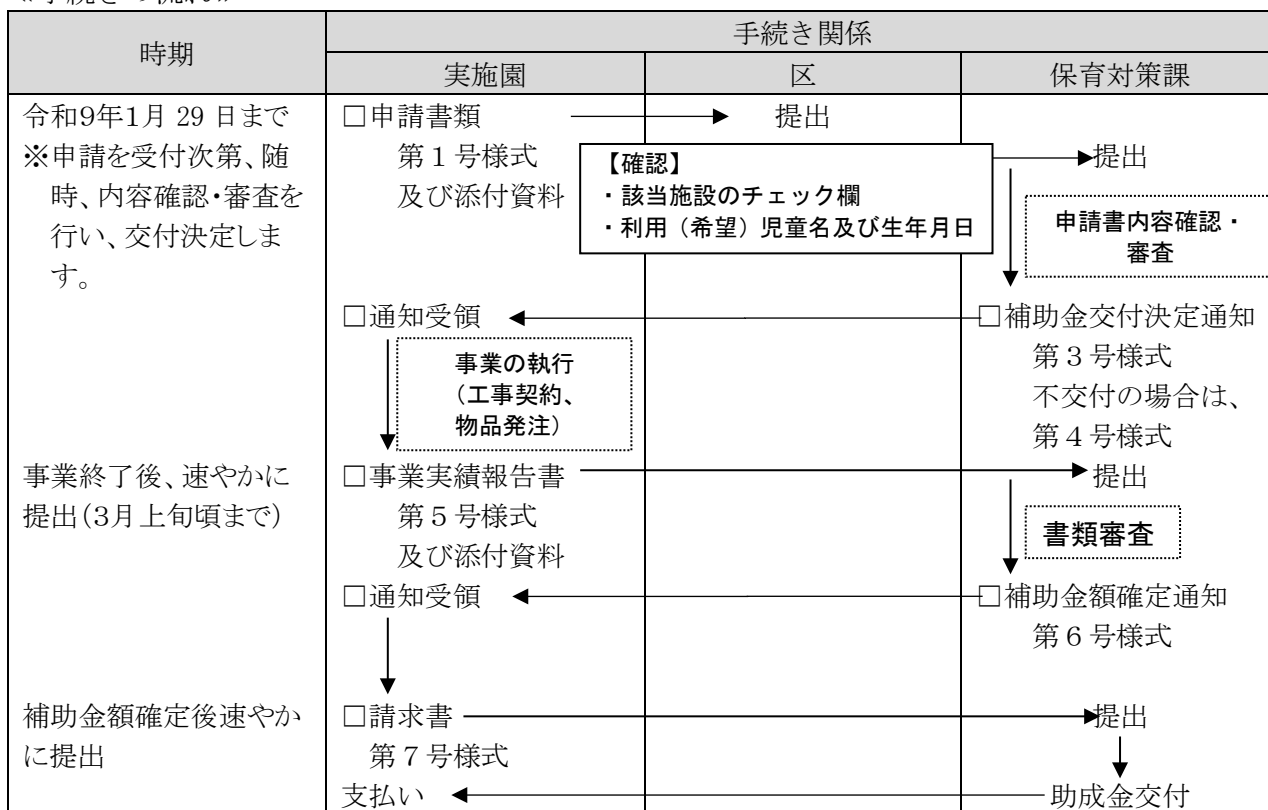 ≪手続きの流れ≫
時期
手続き関係
実施園
区
保育対策課
令和9年1月 29 日まで
※申請を受付次第、随
時、内容確認・審査を
行い、交付決定しま
す。
□申請書類
第1号様式
及び添付資料
提出
【確認】
・該当施設のチェック欄
・利用（希望）児童名及び生年月日
提出
申請書内容確認・
審査
□通知受領
□補助金交付決定通知
第3号様式
不交付の場合は、
第4号様式
事業の執行
（工事契約、
物品発注）
事業終了後、速やかに
提出（3月上旬頃まで）
□事業実績報告書
第5号様式
及び添付資料
提出
書類審査
□通知受領
□補助金額確定通知
第6号様式
補助金額確定後速やか
に提出
□請求書
第7号様式
提出
支払い
助成金交付